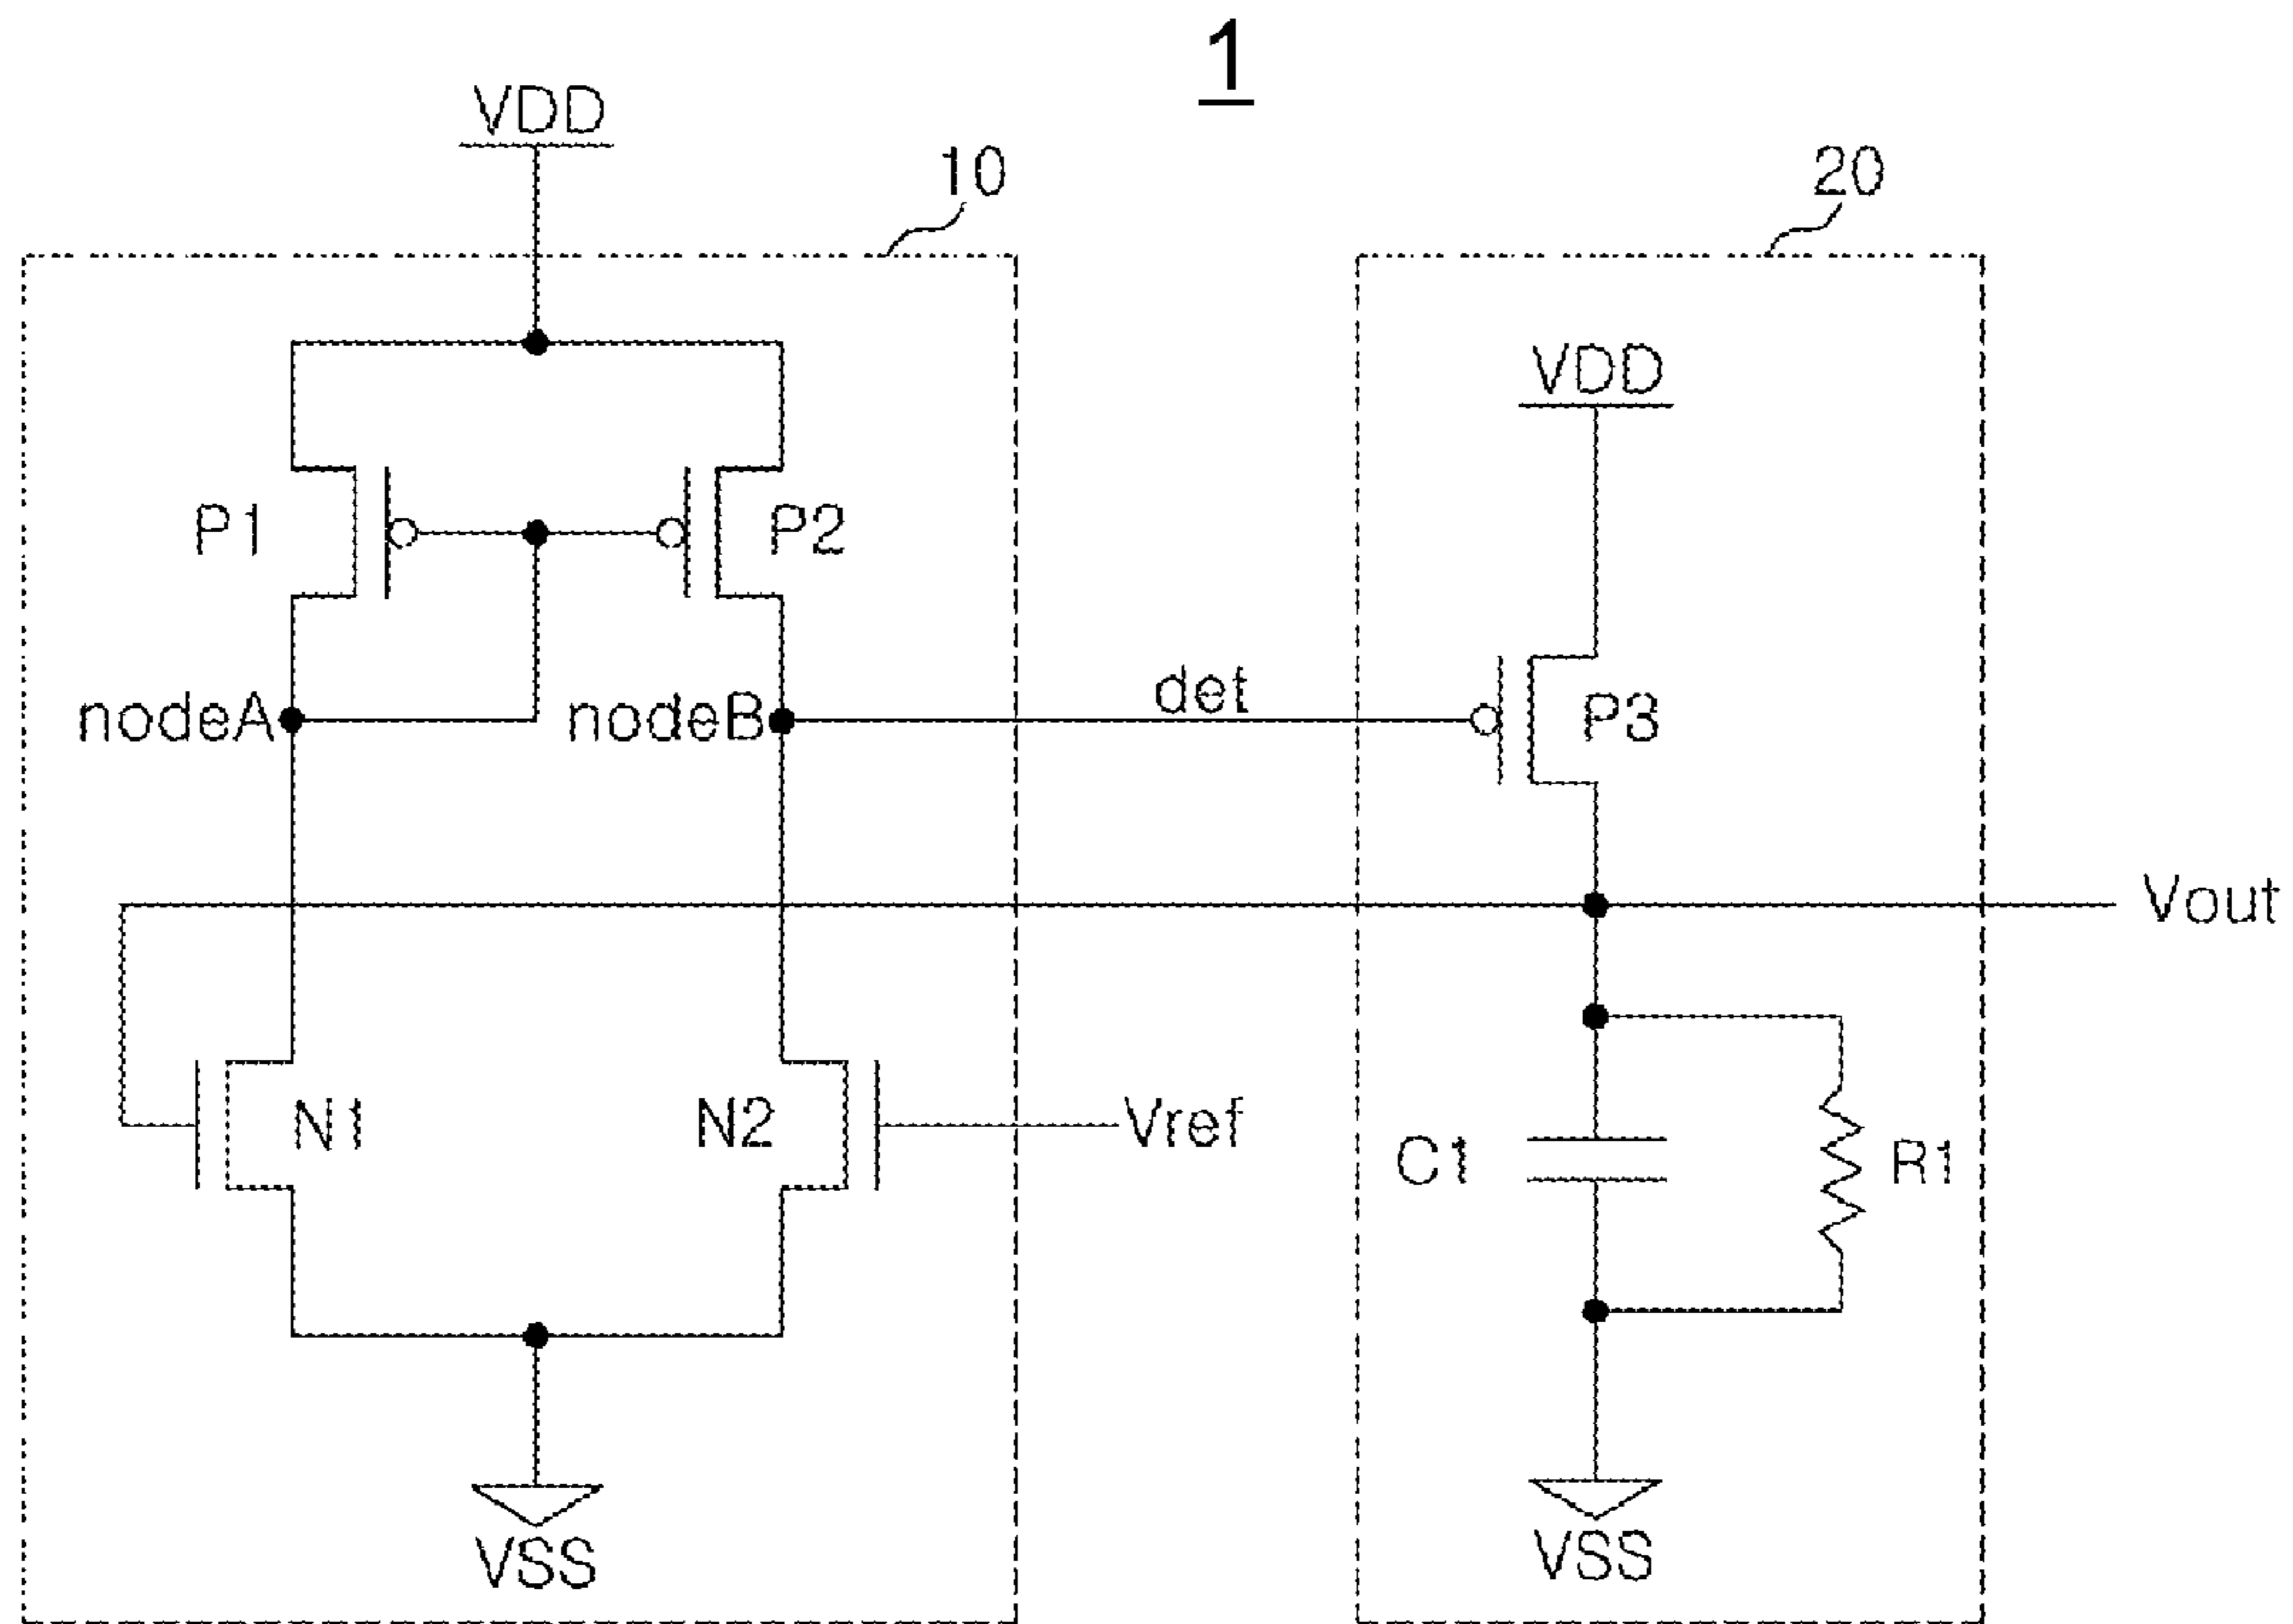 1
VDD
10
20
VDD
P1
P2
nodeA
nodeB
det
P3
Vout
N1
N2
Vref
C1
R1
VSS
VSS